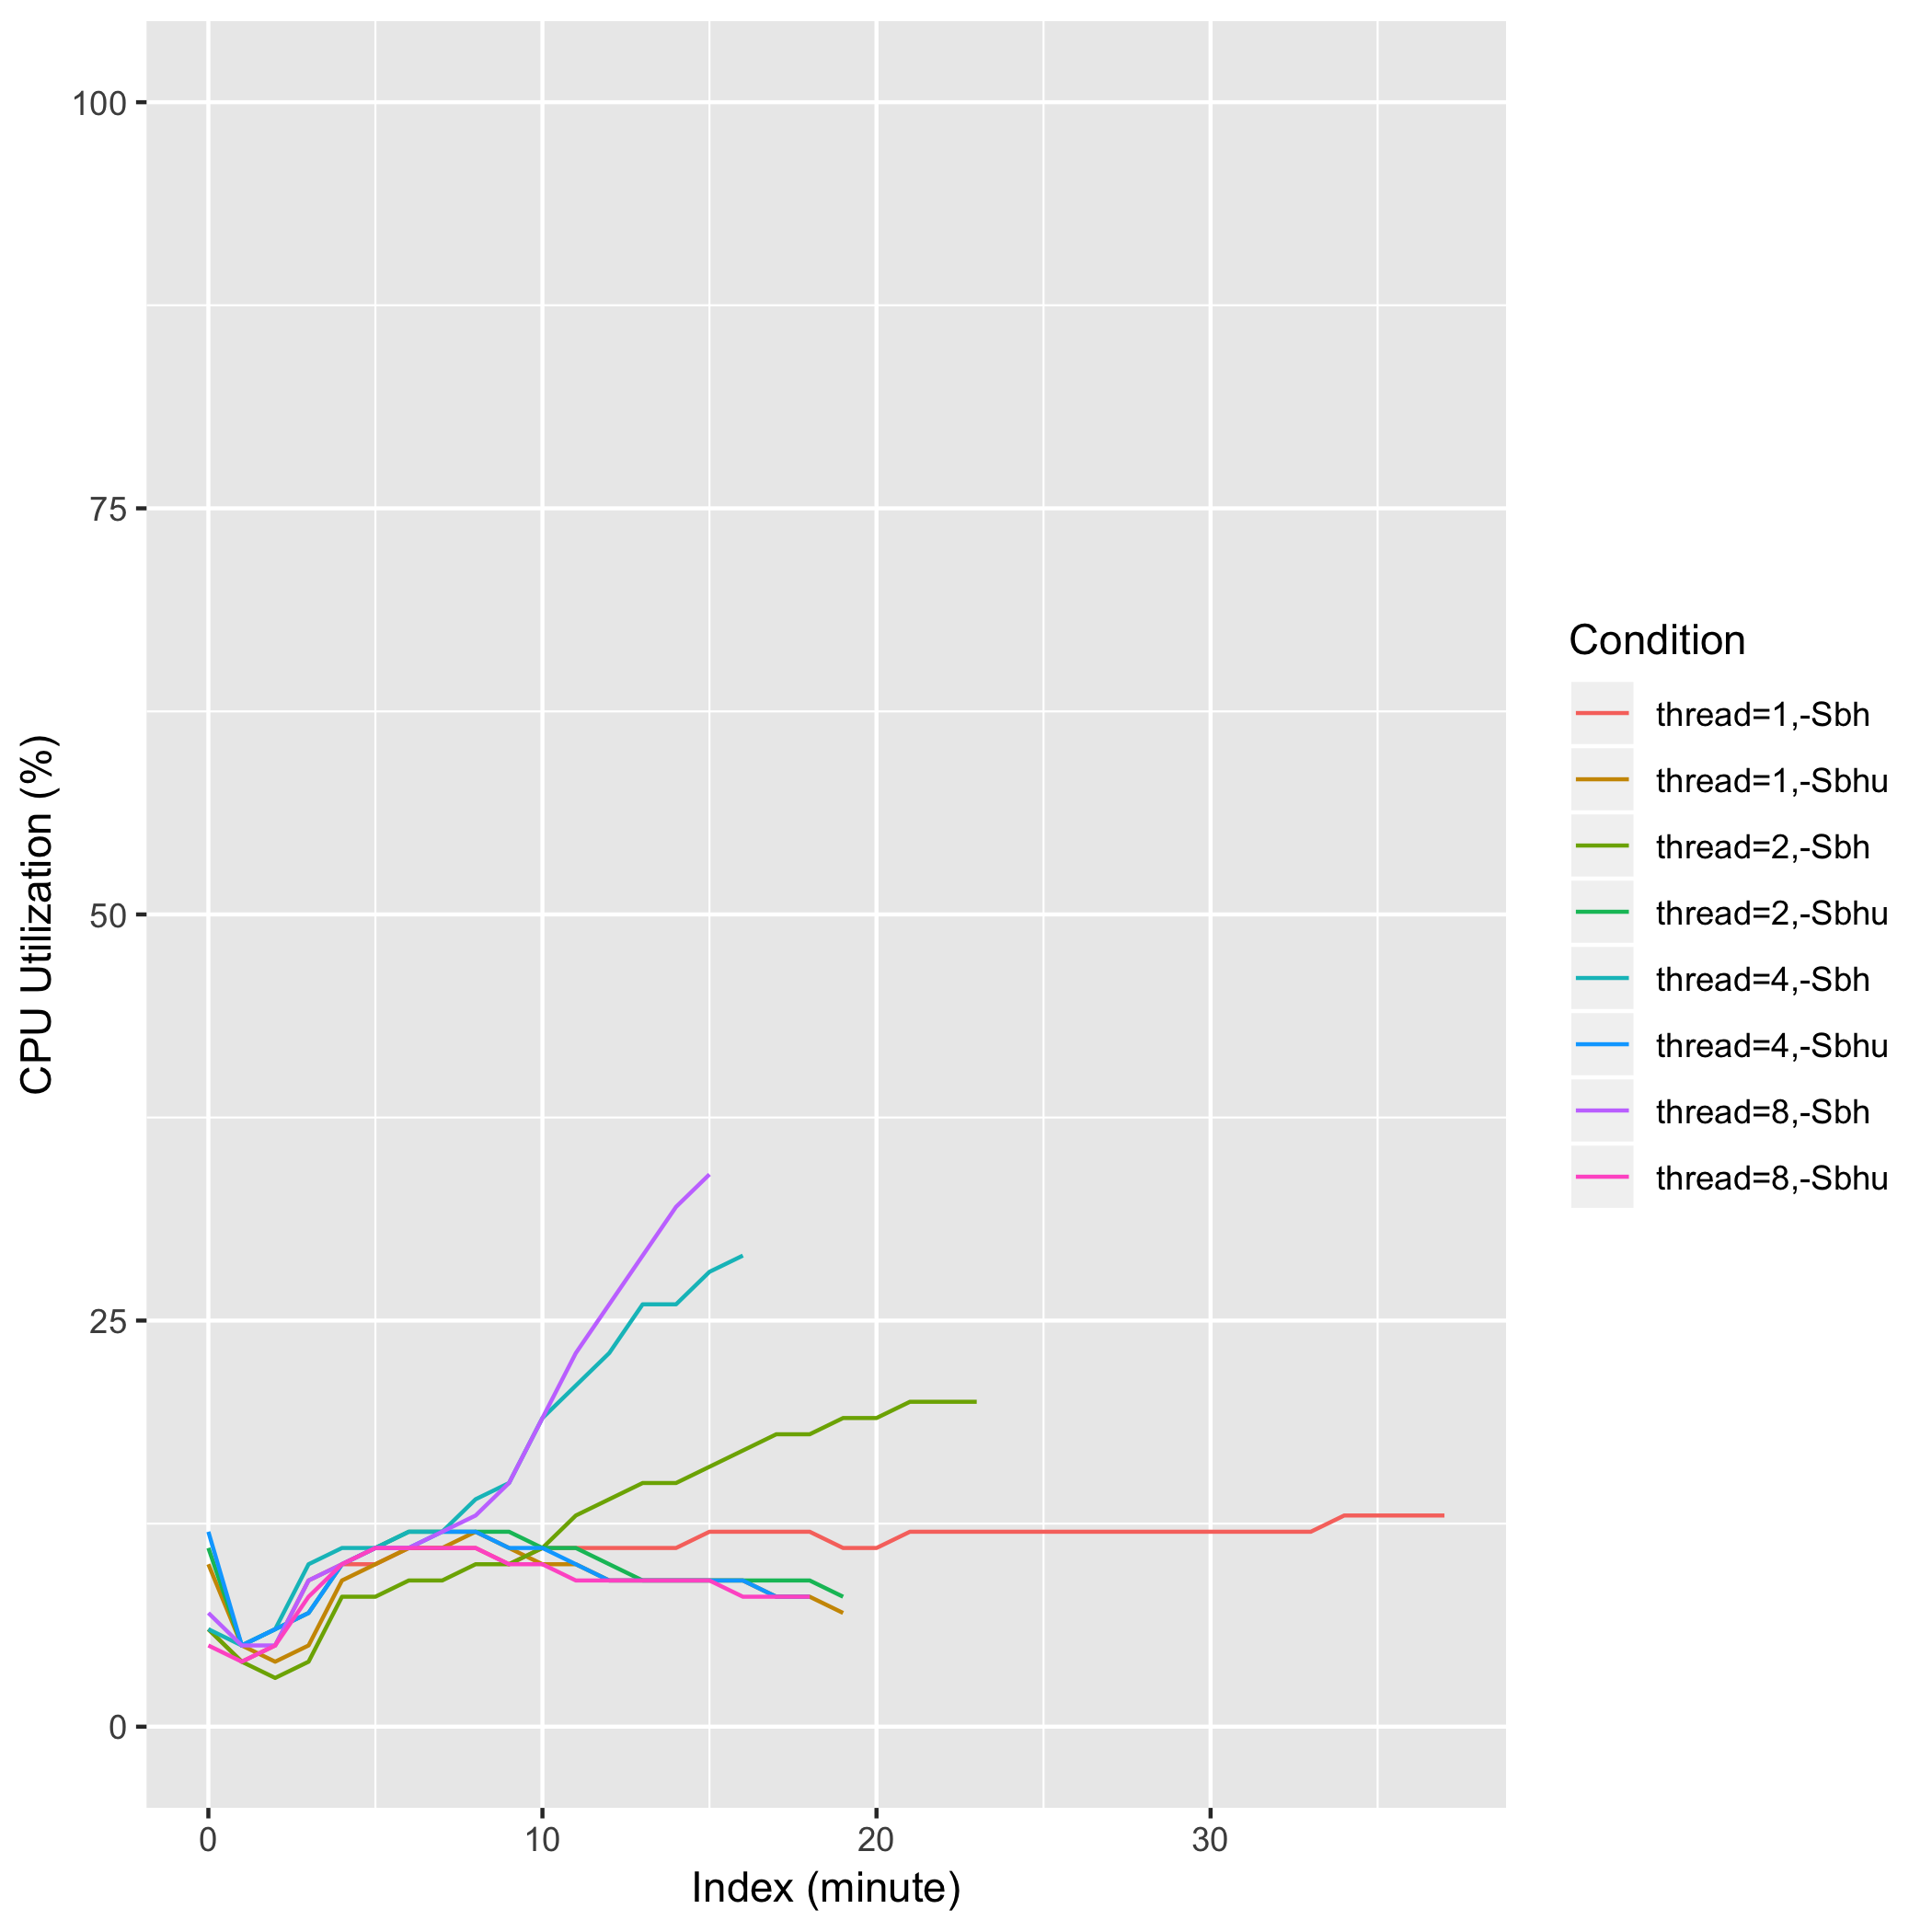 100
75
50
25
0
CPU Utilization (%)
0 10 20 30
Index (minute)
Condition
thread=1,-Sbh
thread=1,-Sbhu
thread=2,-Sbh
thread=2,-Sbhu
thread=4,-Sbh
thread=4,-Sbhu
thread=8,-Sbh
thread=8,-Sbhu